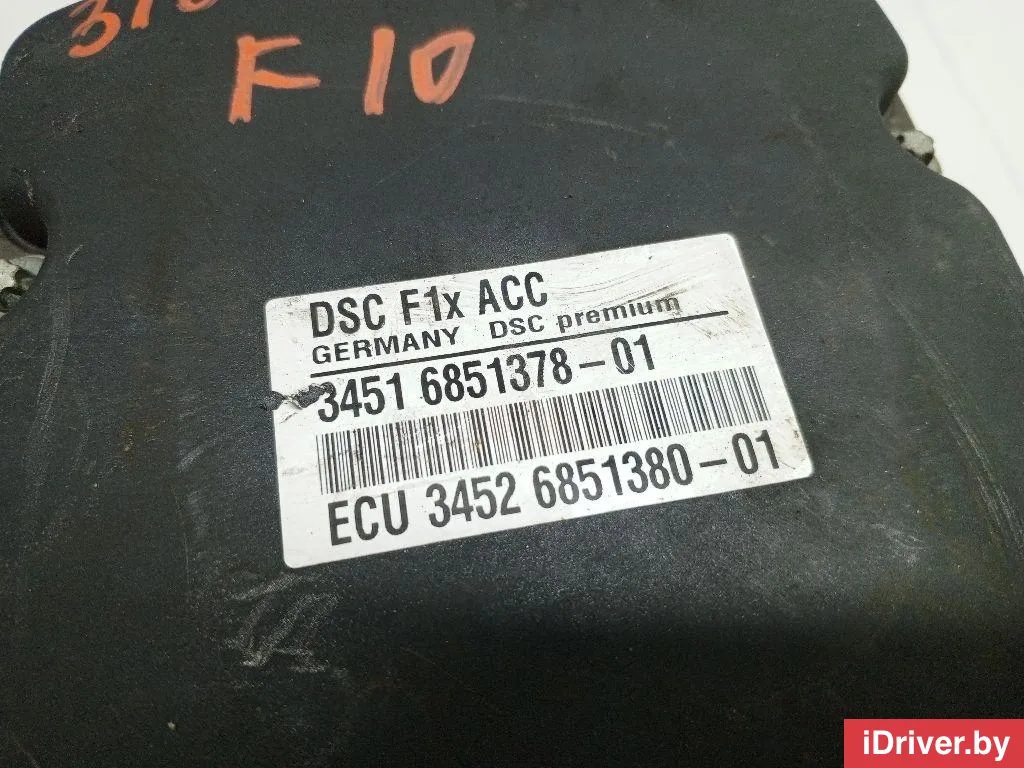 F10
DSC F1x ACC
GERMANY DSC premium
3451 6851378-01
ECU 3452 6851380-01
iDriver.by